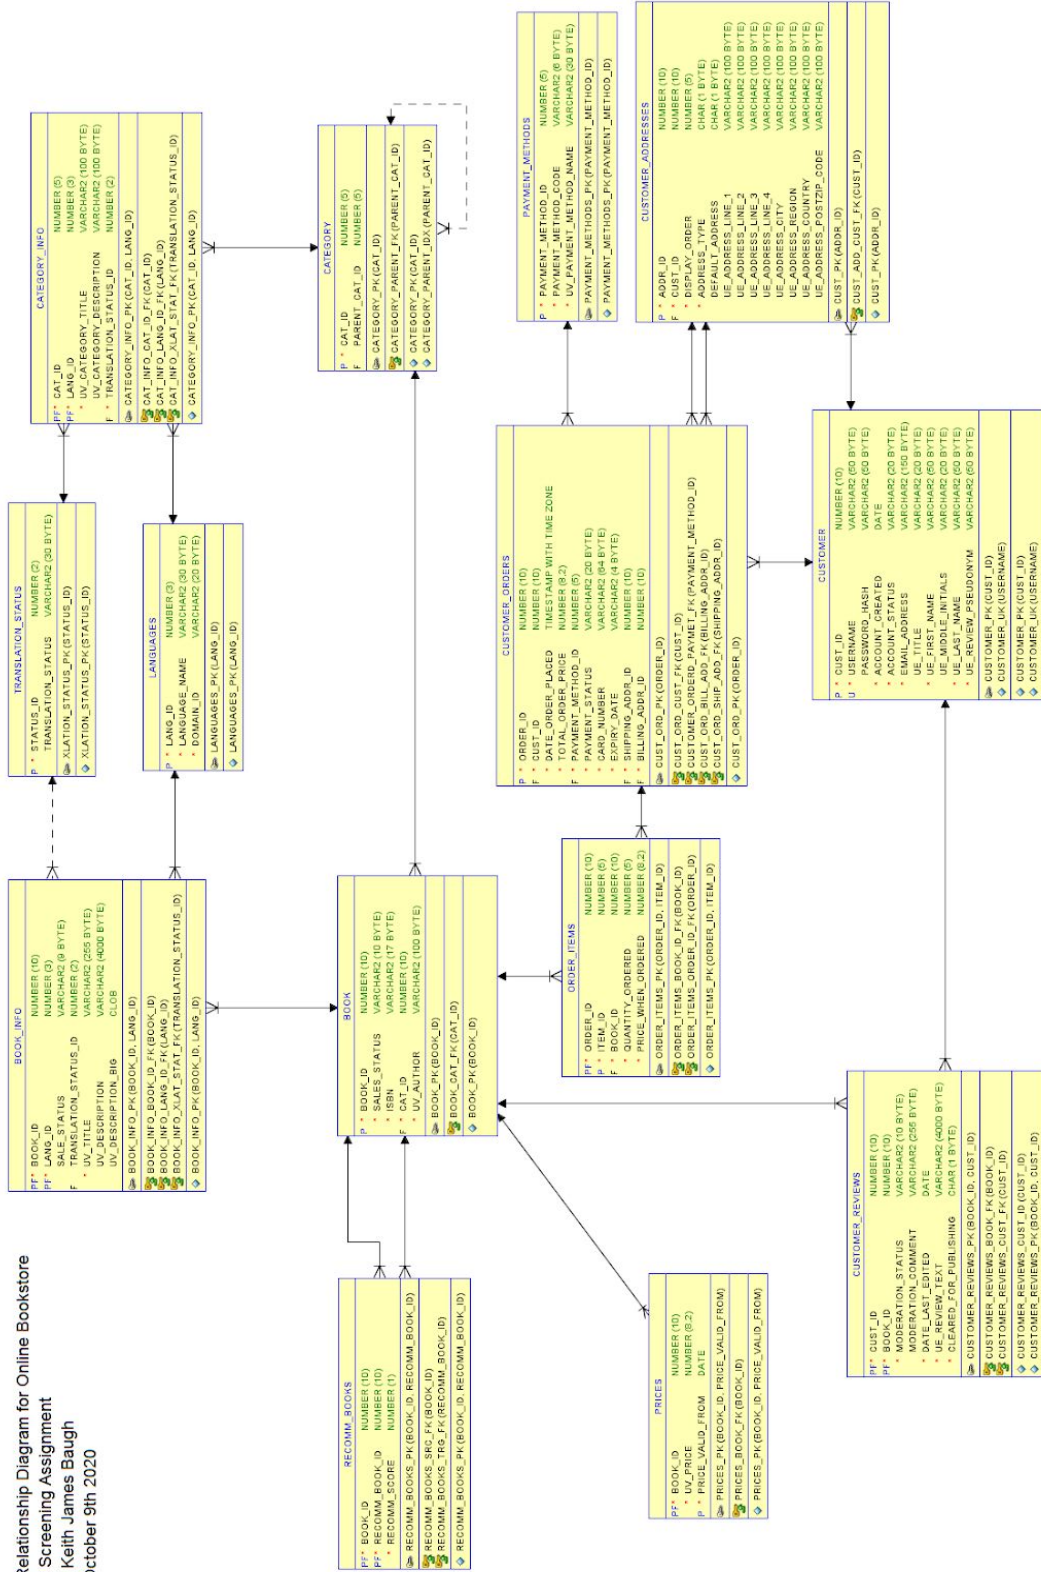 Relationship Diagram for Online Bookstore
Screening Assignment
Keith James Baugh
October 9th 2020
BOOK_INFO
PF* BOOK_ID NUMBER (10)
PF* LANG_ID NUMBER (3)
SALE_STATUS VARCHAR2 (9 BYTE)
F TRANSLATION_STATUS_ID NUMBER (2)
* UV_TITLE VARCHAR2 (255 BYTE)
UV_DESCRIPTION VARCHAR2 (4000 BYTE)
UV_DESCRIPTION_BIG CLOB
BOOK_INFO_PK (BOOK_ID, LANG_ID)
BOOK_INFO_BOOK_ID_FK (BOOK_ID)
BOOK_INFO_LANG_ID_FK (LANG_ID)
BOOK_INFO_XLAT_STAT_FK (TRANSLATION_STATUS_ID)
BOOK_INFO_PK (BOOK_ID, LANG_ID)
TRANSLATION_STATUS
P * STATUS_ID NUMBER (2)
TRANSLATION_STATUS VARCHAR2 (30 BYTE)
XLATION_STATUS_PK (STATUS_ID)
XLATION_STATUS_PK (STATUS_ID)
CATEGORY_INFO
PF* CAT_ID NUMBER (5)
PF* LANG_ID NUMBER (3)
* UV_CATEGORY_TITLE VARCHAR2 (100 BYTE)
UV_CATEGORY_DESCRIPTION VARCHAR2 (100 BYTE)
F * TRANSLATION_STATUS_ID NUMBER (2)
CATEGORY_INFO_PK (CAT_ID, LANG_ID)
CAT_INFO_CAT_ID_FK (CAT_ID)
CAT_INFO_LANG_ID_FK (LANG_ID)
CAT_INFO_XLAT_STAT_FK (TRANSLATION_STATUS_ID)
CATEGORY_INFO_PK (CAT_ID, LANG_ID)
LANGUAGES
P * LANG_ID NUMBER (3)
* LANGUAGE_NAME VARCHAR2 (30 BYTE)
* DOMAIN_ID VARCHAR2 (20 BYTE)
LANGUAGES_PK (LANG_ID)
LANGUAGES_PK (LANG_ID)
CATEGORY
P * CAT_ID NUMBER (5)
F PARENT_CAT_ID NUMBER (5)
CATEGORY_PK (CAT_ID)
CATEGORY_PARENT_FK (PARENT_CAT_ID)
CATEGORY_PK (CAT_ID)
CATEGORY_PARENT_IDX (PARENT_CAT_ID)
RECOMM_BOOKS
PF* BOOK_ID NUMBER (10)
PF* RECOMM_BOOK_ID NUMBER (10)
* RECOMM_SCORE NUMBER (1)
RECOMM_BOOKS_PK (BOOK_ID, RECOMM_BOOK_ID)
RECOMM_BOOKS_SRC_FK (BOOK_ID)
RECOMM_BOOKS_TRG_FK (RECOMM_BOOK_ID)
RECOMM_BOOKS_PK (BOOK_ID, RECOMM_BOOK_ID)
BOOK
P * BOOK_ID NUMBER (10)
* SALES_STATUS VARCHAR2 (10 BYTE)
* ISBN VARCHAR2 (17 BYTE)
F * CAT_ID NUMBER (10)
* UV_AUTHOR VARCHAR2 (100 BYTE)
BOOK_PK (BOOK_ID)
BOOK_CAT_FK (CAT_ID)
BOOK_PK (BOOK_ID)
PAYMENT_METHODS
P * PAYMENT_METHOD_ID NUMBER (5)
* PAYMENT_METHOD_CODE VARCHAR2 (6 BYTE)
* UV_PAYMENT_METHOD_NAME VARCHAR2 (30 BYTE)
PAYMENT_METHODS_PK (PAYMENT_METHOD_ID)
PAYMENT_METHODS_PK (PAYMENT_METHOD_ID)
CUSTOMER_ORDERS
P * ORDER_ID NUMBER (10)
F * CUST_ID NUMBER (10)
* DATE_ORDER_PLACED TIMESTAMP WITH TIME ZONE
* TOTAL_ORDER_PRICE NUMBER (8,2)
F * PAYMENT_METHOD_ID NUMBER (5)
* PAYMENT_STATUS VARCHAR2 (20 BYTE)
* CARD_NUMBER VARCHAR2 (64 BYTE)
* EXPIRY_DATE VARCHAR2 (4 BYTE)
F * SHIPPING_ADDR_ID NUMBER (10)
F * BILLING_ADDR_ID NUMBER (10)
CUST_ORD_PK (ORDER_ID)
CUST_ORD_CUST_FK (CUST_ID)
CUSTOMER_ORDERD_PAYMET_FK (PAYMENT_METHOD_ID)
CUST_ORD_BILL_ADD_FK (BILLING_ADDR_ID)
CUST_ORD_SHIP_ADD_FK (SHIPPING_ADDR_ID)
CUST_ORD_PK (ORDER_ID)
ORDER_ITEMS
PF* ORDER_ID NUMBER (10)
P * ITEM_ID NUMBER (5)
F * BOOK_ID NUMBER (10)
* QUANTITY_ORDERED NUMBER (5)
* PRICE_WHEN_ORDERED NUMBER (8,2)
ORDER_ITEMS_PK (ORDER_ID, ITEM_ID)
ORDER_ITEMS_BOOK_ID_FK (BOOK_ID)
ORDER_ITEMS_ORDER_ID_FK (ORDER_ID)
ORDER_ITEMS_PK (ORDER_ID, ITEM_ID)
CUSTOMER_ADDRESSES
P * ADDR_ID NUMBER (10)
F * CUST_ID NUMBER (10)
* DISPLAY_ORDER NUMBER (5)
* ADDRESS_TYPE CHAR (1 BYTE)
DEFAULT_ADDRESS CHAR (1 BYTE)
UE_ADDRESS_LINE_1 VARCHAR2 (100 BYTE)
UE_ADDRESS_LINE_2 VARCHAR2 (100 BYTE)
UE_ADDRESS_LINE_3 VARCHAR2 (100 BYTE)
UE_ADDRESS_LINE_4 VARCHAR2 (100 BYTE)
UE_ADDRESS_CITY VARCHAR2 (100 BYTE)
UE_ADDRESS_REGION VARCHAR2 (100 BYTE)
UE_ADDRESS_COUNTRY VARCHAR2 (100 BYTE)
UE_ADDRESS_POSTZIP_CODE VARCHAR2 (100 BYTE)
CUST_PK (ADDR_ID)
CUST_ADD_CUST_FK (CUST_ID)
CUST_PK (ADDR_ID)
PRICES
PF* BOOK_ID NUMBER (10)
* UV_PRICE NUMBER (8,2)
P * PRICE_VALID_FROM DATE
PRICES_PK (BOOK_ID, PRICE_VALID_FROM)
PRICES_BOOK_FK (BOOK_ID)
PRICES_PK (BOOK_ID, PRICE_VALID_FROM)
CUSTOMER_REVIEWS
PF* CUST_ID NUMBER (10)
PF* BOOK_ID NUMBER (10)
* MODERATION_STATUS VARCHAR2 (10 BYTE)
MODERATION_COMMENT VARCHAR2 (255 BYTE)
* DATE_LAST_EDITED DATE
* UE_REVIEW_TEXT VARCHAR2 (4000 BYTE)
* CLEARED_FOR_PUBLISHING CHAR (1 BYTE)
CUSTOMER_REVIEWS_PK (BOOK_ID, CUST_ID)
CUSTOMER_REVIEWS_BOOK_FK (BOOK_ID)
CUSTOMER_REVIEWS_CUST_FK (CUST_ID)
CUSTOMER_REVIEWS_CUST_ID (CUST_ID)
CUSTOMER_REVIEWS_PK (BOOK_ID, CUST_ID)
CUSTOMER
P * CUST_ID NUMBER (10)
U * USERNAME VARCHAR2 (50 BYTE)
PASSWORD_HASH VARCHAR2 (50 BYTE)
* ACCOUNT_CREATED DATE
* ACCOUNT_STATUS VARCHAR2 (20 BYTE)
* EMAIL_ADDRESS VARCHAR2 (150 BYTE)
UE_TITLE VARCHAR2 (20 BYTE)
* UE_FIRST_NAME VARCHAR2 (50 BYTE)
UE_MIDDLE_INITIALS VARCHAR2 (20 BYTE)
* UE_LAST_NAME VARCHAR2 (50 BYTE)
* UE_REVIEW_PSEUDONYM VARCHAR2 (50 BYTE)
CUSTOMER_PK (CUST_ID)
CUSTOMER_UK (USERNAME)
CUSTOMER_PK (CUST_ID)
CUSTOMER_UK (USERNAME)